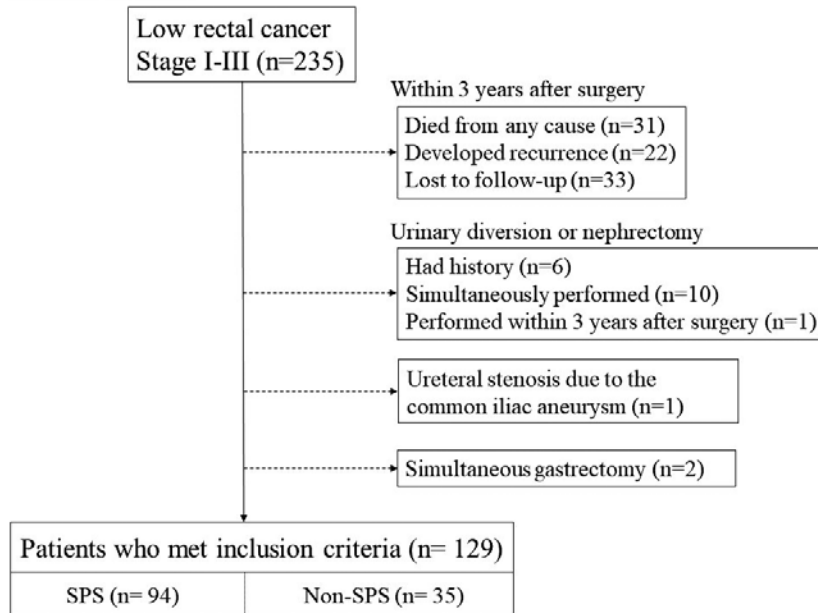 Low rectal cancer
Stage I-III (n=235)
Within 3 years after surgery
Died from any cause (n=31)
Developed recurrence (n=22)
Lost to follow-up (n=33)
Urinary diversion or nephrectomy
Had history (n=6)
Simultaneously performed (n=10)
Performed within 3 years after surgery (n=1)
Ureteral stenosis due to the
common iliac aneurysm (n=1)
Simultaneous gastrectomy (n=2)
Patients who met inclusion criteria (n= 129)
SPS (n= 94)
Non-SPS (n= 35)